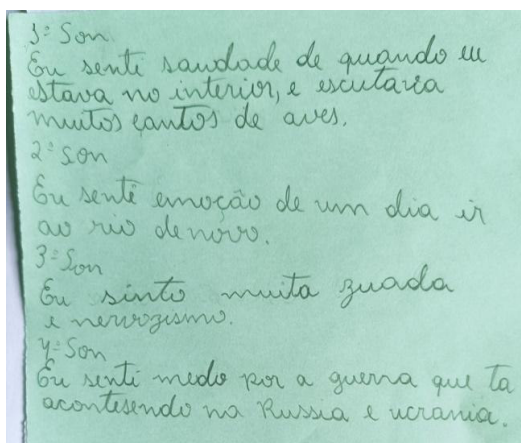 1º Son
Eu senti saudade de quando eu
estava no interior, e escutava
muitos cantos de aves.
2º Son
Eu senti emoção de um dia ir
ao rio denovo.
3º Son
Eu sinto muita zuada
e nervozismo.
4º Son
Eu senti medo por a guerra que ta
acontesendo na Russia e ucrania.